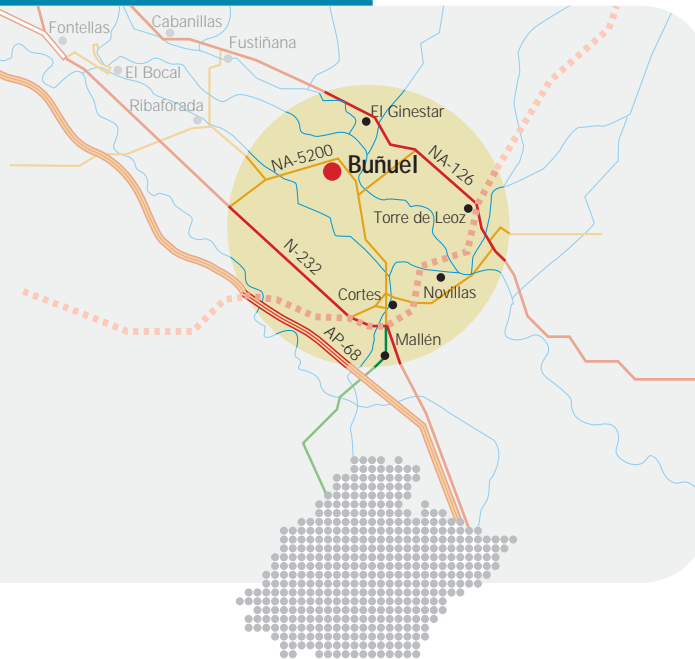 Cabanillas
Fontellas
Fustiñana
El Bocal
Ribaforada
El Ginestar
NA-5200
Buñuel
NA-126
Torre de Leoz
N-232
Cortes
Novillas
AP-68
Mallén